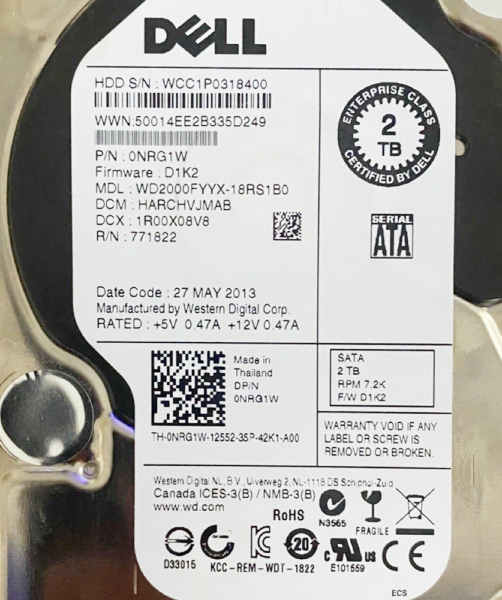 DELL
HDD S/N : WCC1P0318400
WWN:50014EE2B335D249
P/N : 0NRG1W
Firmware : D1K2
MDL : WD2000FYYX-18RS1B0
DCM : HARCHVJMAB
DCX : 1R00X08V8
R/N : 771822
ENTERPRISE CLASS
2
TB
CERTIFIED BY DELL
SERIAL
ATA
Date Code : 27 MAY 2013
Manufactured by Western Digital Corp.
RATED : +5V 0.47A +12V 0.47A
Made in
Thailand
DP/N
0NRG1W
TH-0NRG1W-12552-35P-42K1-A00
SATA
2 TB
RPM 7.2K
F/W D1K2
WARRANTY VOID IF ANY
LABEL OR SCREW IS
REMOVED OR BROKEN.
Western Digital NL, B.V., Uiverweg 2, NL-1118 DS Schiphol-Zuid
Canada ICES-3(B) / NMB-3(B)
www.wd.com
RoHS
N3565
FRAGILE
D33015
KCC-REM-WDT-1822
20
E101559
ECS